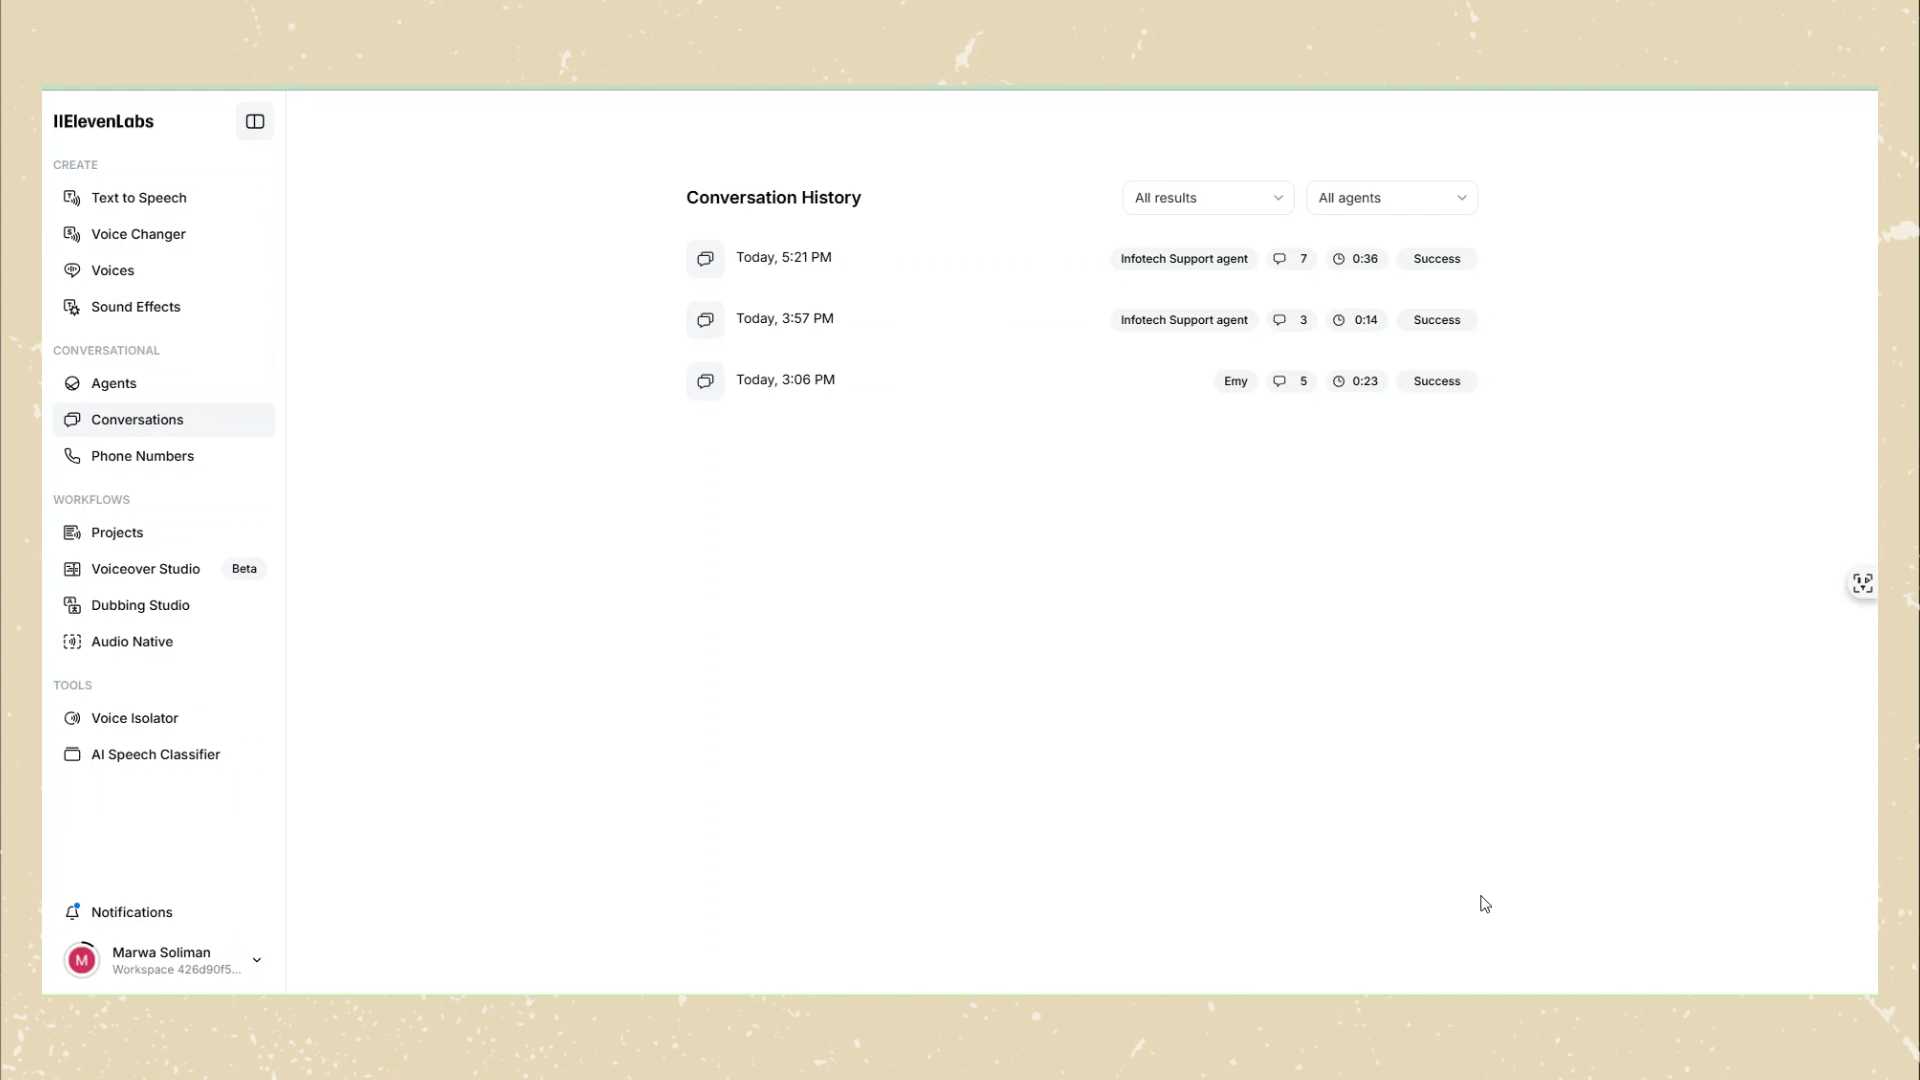 IIElevenLabs
CREATE
Text to Speech
Voice Changer
Voices
Sound Effects
CONVERSATIONAL
Agents
Conversations
Phone Numbers
WORKFLOWS
Projects
Voiceover Studio Beta
Dubbing Studio
Audio Native
TOOLS
Voice Isolator
AI Speech Classifier
Notifications
M
Marwa Soliman
Workspace 426d90f5...
Conversation History All results All agents
Today, 5:21 PM Infotech Support agent 7 0:36 Success
Today, 3:57 PM Infotech Support agent 3 0:14 Success
Today, 3:06 PM Emy 5 0:23 Success